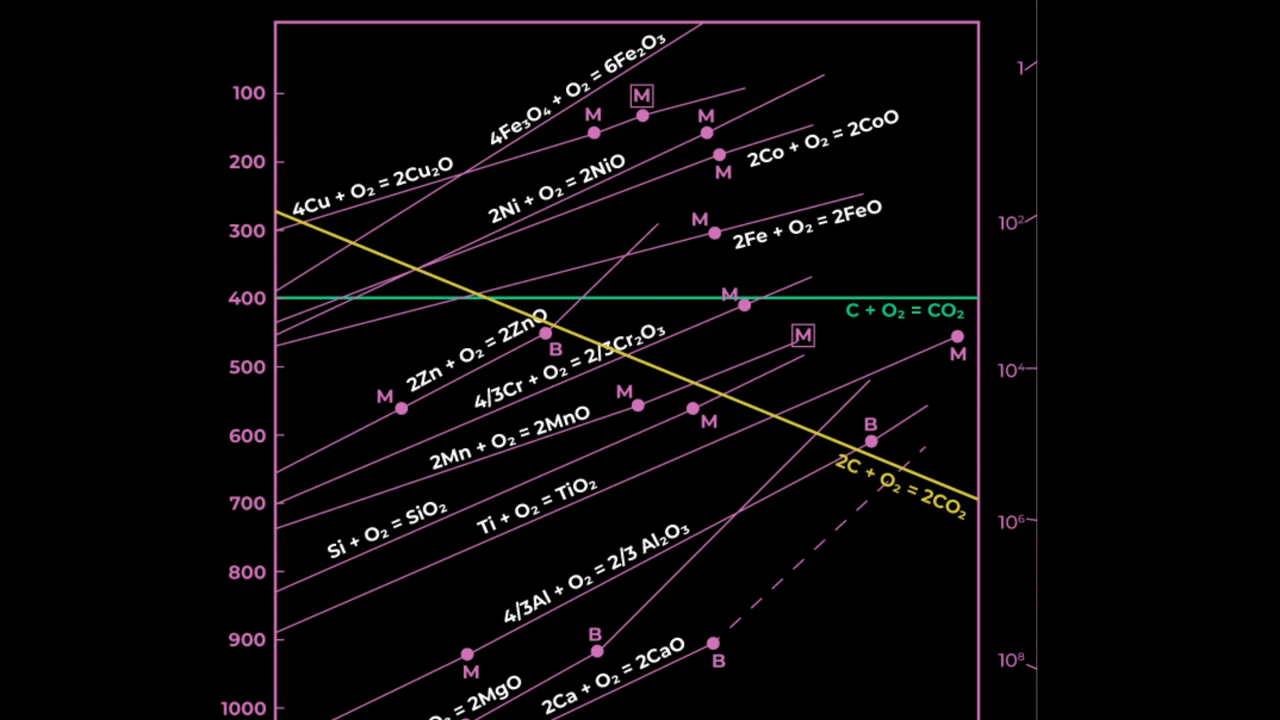 1
4Fe₃O₄ + O₂ = 6Fe₂O₃
100
M
M
M
2Co + O₂ = 2CoO
200
4Cu + O₂ = 2Cu₂O
2Ni + O₂ = 2NiO
M
300
M
2Fe + O₂ = 2FeO
10²
400
M
C + O₂ = CO₂
2Zn + O₂ = 2ZnO
B
4/3Cr + O₂ = 2/3Cr₂O₃
M
M
500
10⁴
M
M
M
B
600
2Mn + O₂ = 2MnO
2C + O₂ = 2CO₂
700
Si + O₂ = SiO₂
Ti + O₂ = TiO₂
10⁶
800
4/3Al + O₂ = 2/3 Al₂O₃
900
B
M
B
10⁸
1000
O₂ = 2MgO
2Ca + O₂ = 2CaO